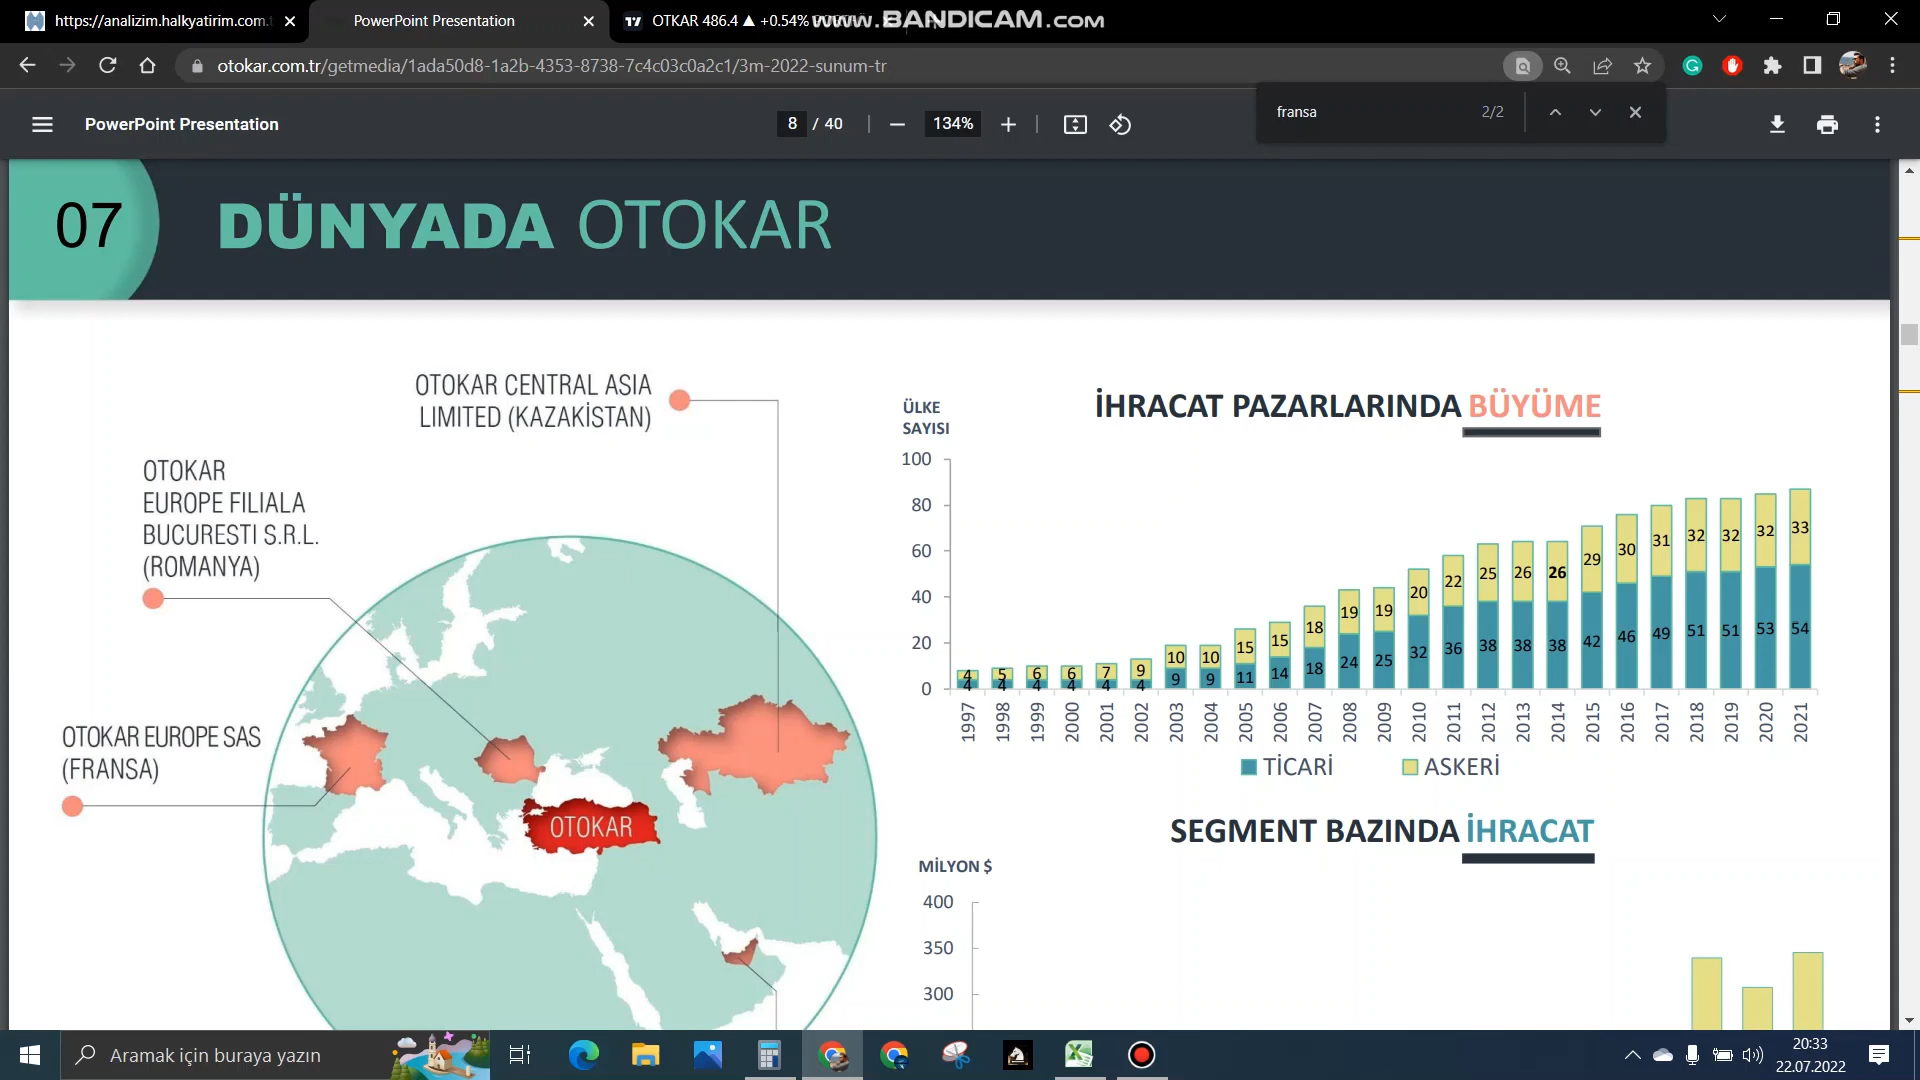 https://analizim.halkyatirim.com.
PowerPoint Presentation
OTKAR 486.4 ▲ +0.54%
www.BANDICAM.com
otokar.com.tr/getmedia/1ada50d8-1a2b-4353-8738-7c4c03c0a2c1/3m-2022-sunum-tr
PowerPoint Presentation
8 / 40
134%
fransa 2/2
07
DÜNYADA OTOKAR
OTOKAR CENTRAL ASIA
LIMITED (KAZAKİSTAN)
OTOKAR
EUROPE FILIALA
BUCURESTI S.R.L.
(ROMANYA)
OTOKAR EUROPE SAS
(FRANSA)
OTOKAR
İHRACAT PAZARLARINDA BÜYÜME
ÜLKE
SAYISI
100
80
60
40
20
0
4 5 6 6 7 9 10 10 15 15 18 19 19 20 22 25 26 26 29 30 31 32 32 32 33
4 4 4 4 4 4 9 9 11 14 18 24 25 32 36 38 38 38 42 46 49 51 51 53 54
1997 1998 1999 2000 2001 2002 2003 2004 2005 2006 2007 2008 2009 2010 2011 2012 2013 2014 2015 2016 2017 2018 2019 2020 2021
TİCARİ ASKERİ
SEGMENT BAZINDA İHRACAT
MİLYON $
400
350
300
Aramak için buraya yazın
20:33
22.07.2022